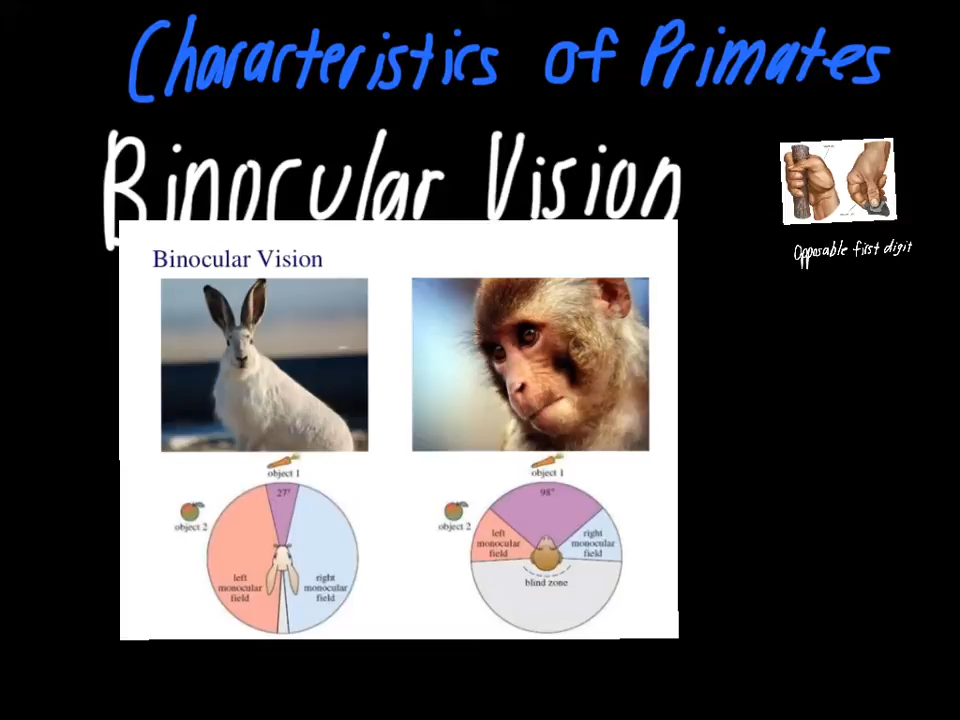 Characteristics of Primates
Binocular Vision
Opposable first digit
Binocular Vision
object 1
27°
object 2
left
monocular
field
right
monocular
field
object 1
98°
object 2
left
monocular
field
right
monocular
field
blind zone